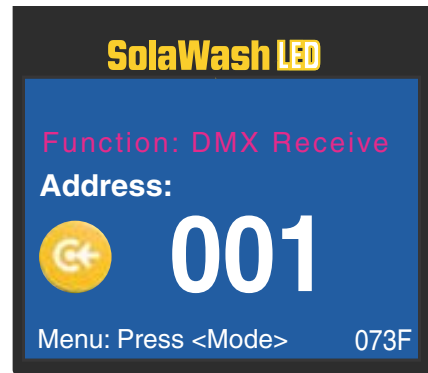 SolaWash LED
Function: DMX Receive
Address:
001
Menu: Press <Mode> 073F